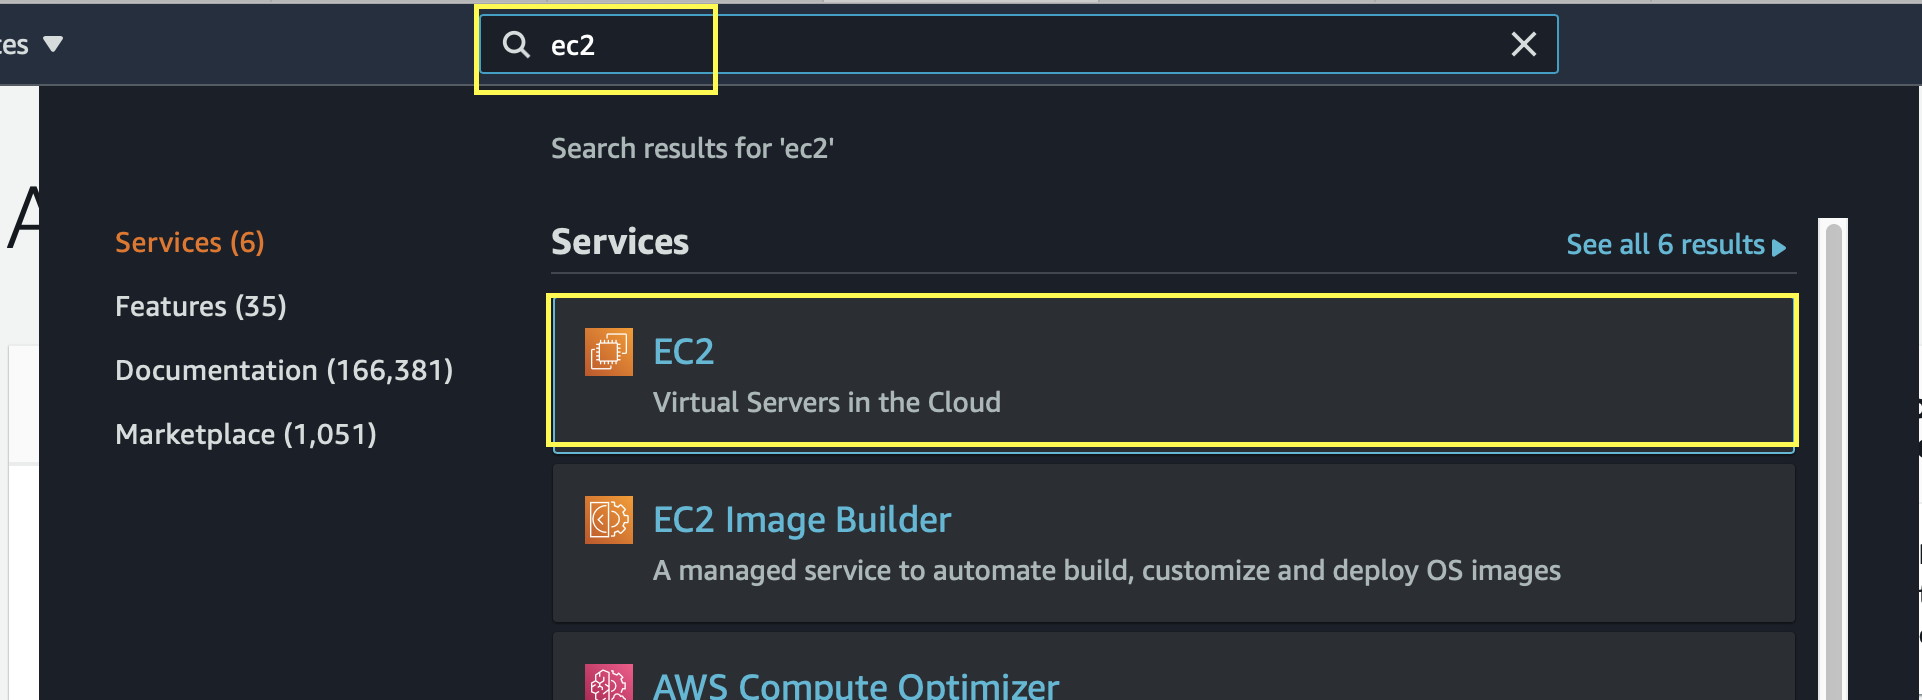 ec2
Search results for 'ec2'
Services (6)
Features (35)
Documentation (166,381)
Marketplace (1,051)
Services
See all 6 results
EC2
Virtual Servers in the Cloud
EC2 Image Builder
A managed service to automate build, customize and deploy OS images
AWS Compute Optimizer